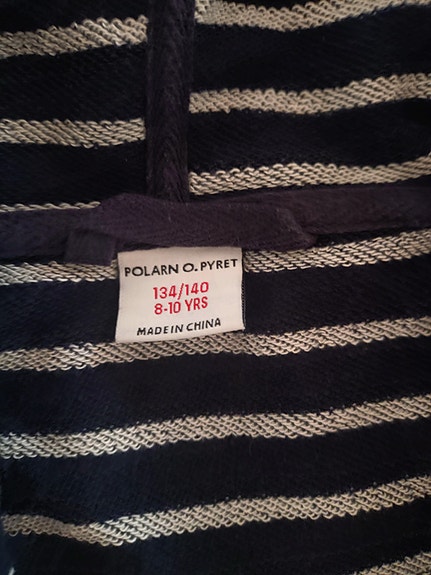 POLARN O. PYRET
134/140
8-10 YRS
MADE IN CHINA